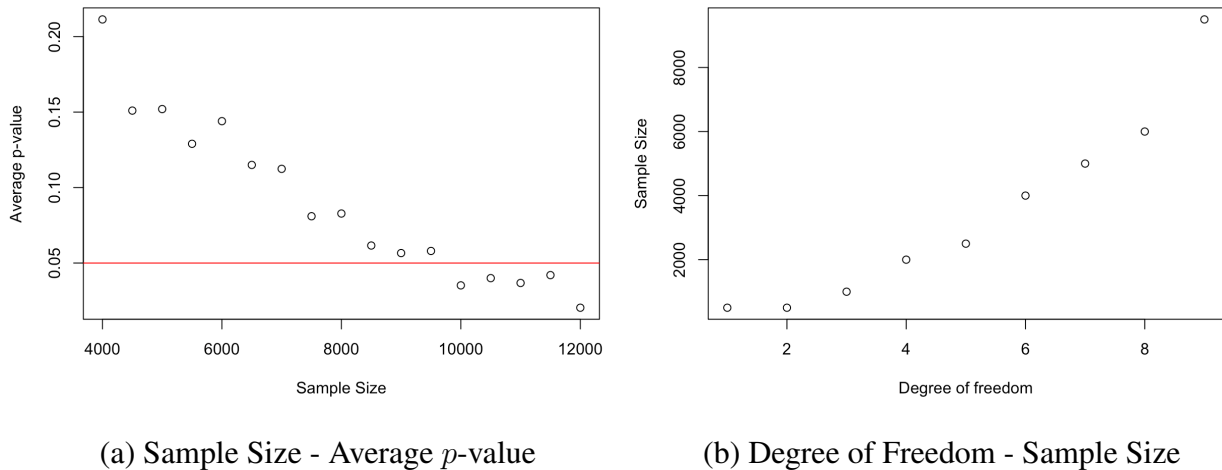 0.20
0.15
0.10
0.05
Average p-value
4000 6000 8000 10000 12000
Sample Size
(a) Sample Size - Average p-value
8000
6000
4000
2000
Sample Size
2 4 6 8
Degree of freedom
(b) Degree of Freedom - Sample Size